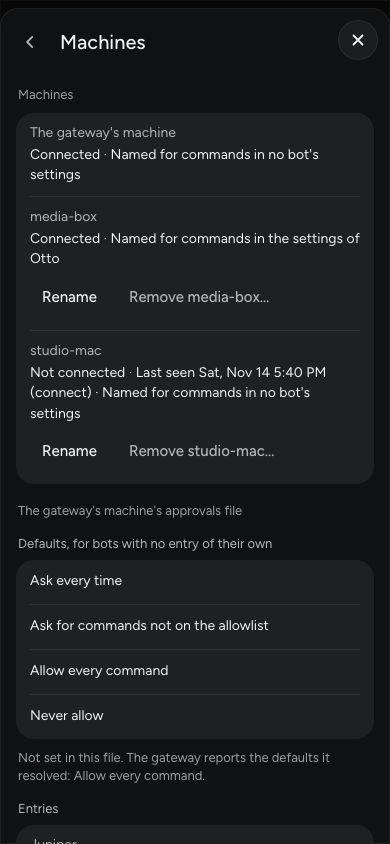 Machines
Machines
The gateway's machine
Connected · Named for commands in no bot's
settings
media-box
Connected · Named for commands in the settings of
Otto
Rename Remove media-box...
studio-mac
Not connected · Last seen Sat, Nov 14 5:40 PM
(connect) · Named for commands in no bot's
settings
Rename Remove studio-mac...
The gateway's machine's approvals file
Defaults, for bots with no entry of their own
Ask every time
Ask for commands not on the allowlist
Allow every command
Never allow
Not set in this file. The gateway reports the defaults it
resolved: Allow every command.
Entries